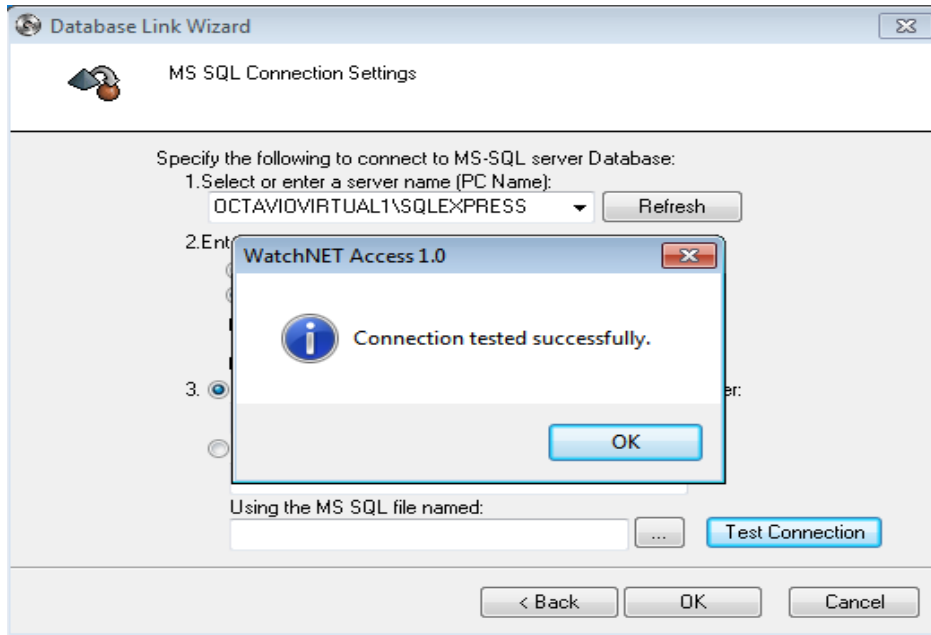 Database Link Wizard
MS SQL Connection Settings
Specify the following to connect to MS-SQL server Database:
1.Select or enter a server name (PC Name):
OCTAVIOVIRTUAL1\SQLEXPRESS
Refresh
2.Ent
WatchNET Access 1.0
Connection tested successfully.
3.
er:
OK
Using the MS SQL file named:
...
Test Connection
< Back
OK
Cancel